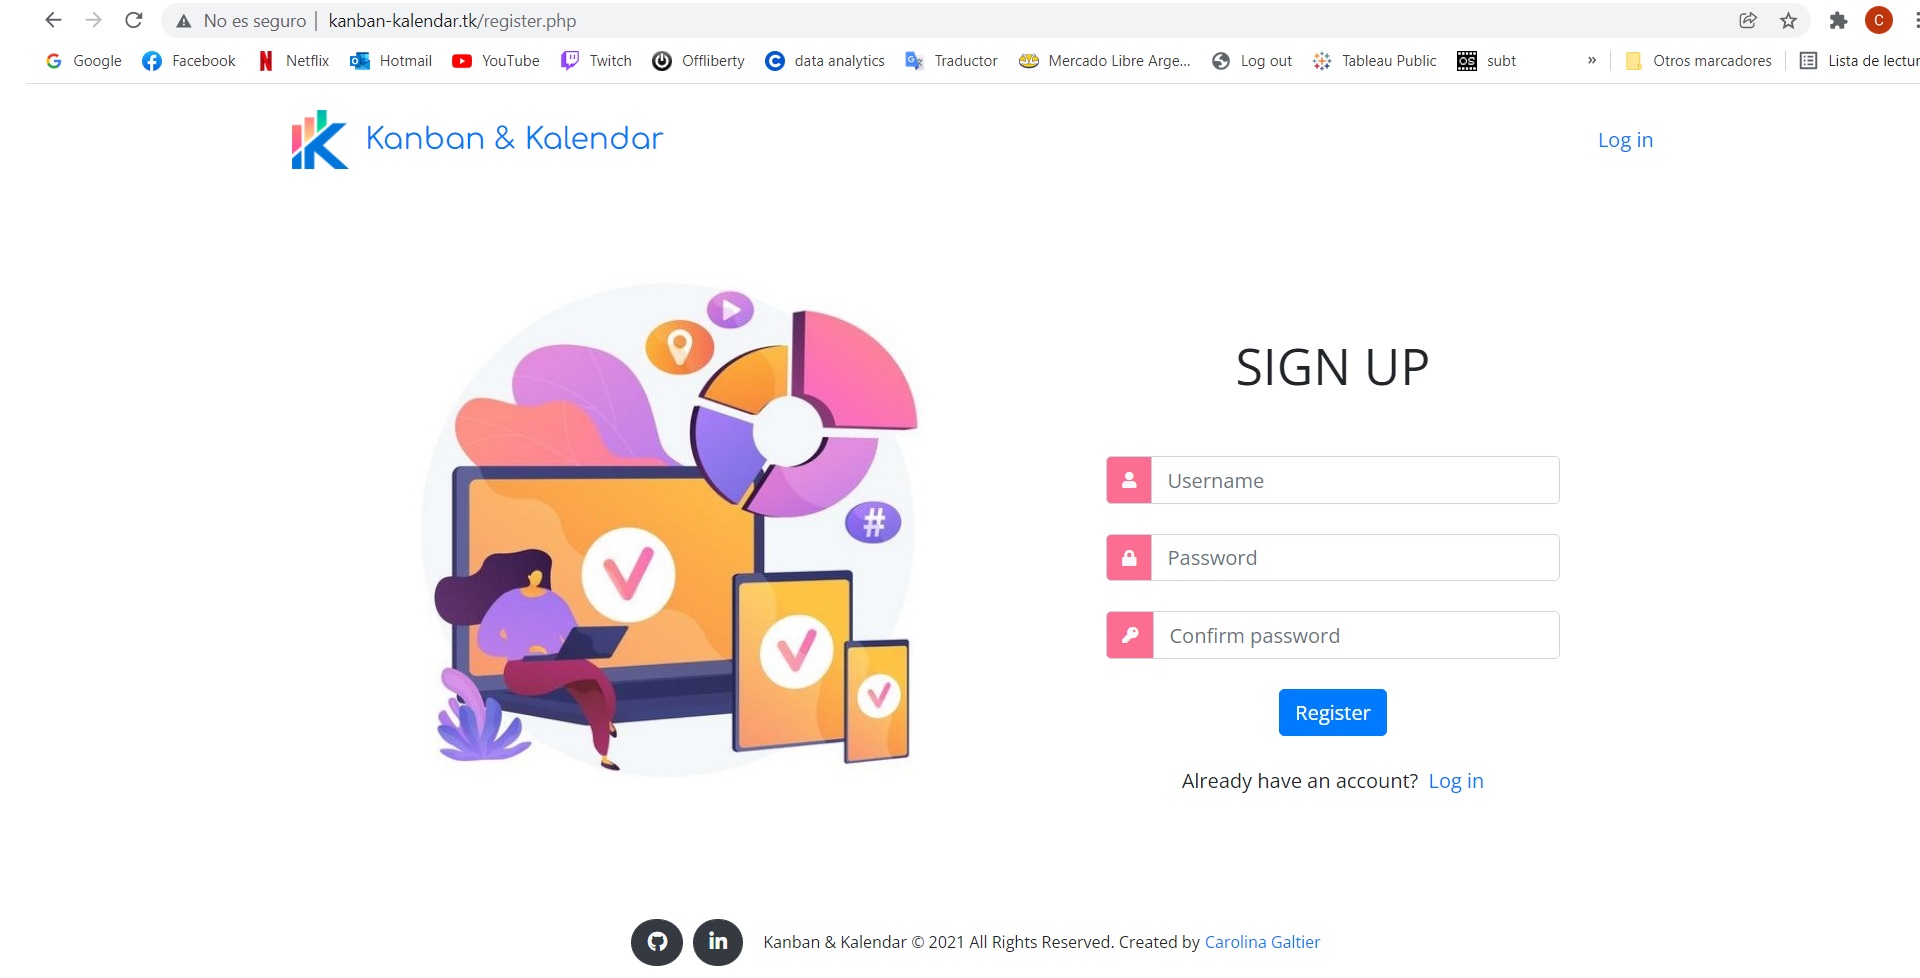 No es seguro | kanban-kalendar.tk/register.php
C
Google Facebook Netflix Hotmail YouTube Twitch Offliberty data analytics Traductor Mercado Libre Arge... Log out Tableau Public OS subt » Otros marcadores Lista de lectur
Kanban & Kalendar
Log in
#
SIGN UP
Username
Password
Confirm password
Register
Already have an account? Log in
in Kanban & Kalendar © 2021 All Rights Reserved. Created by Carolina Galtier